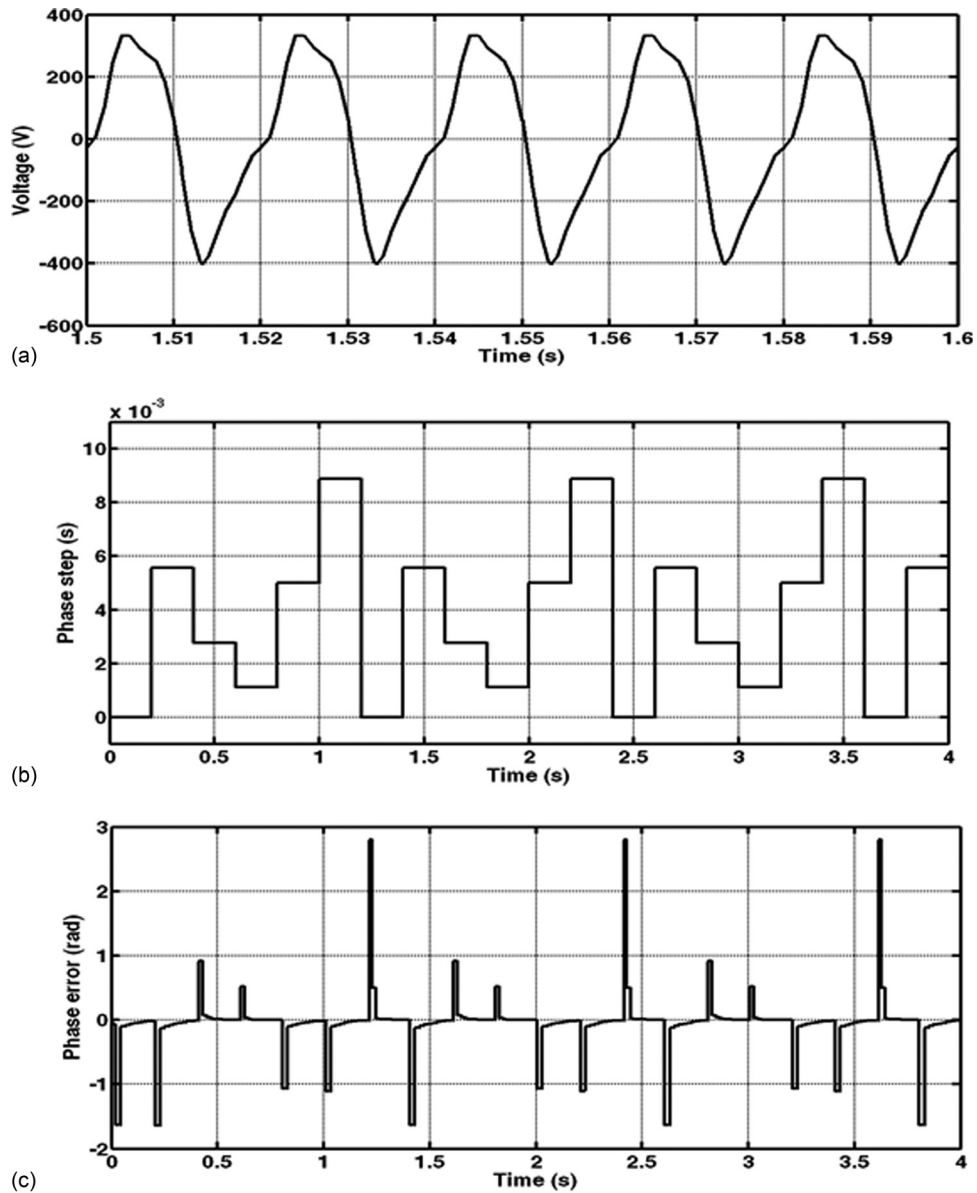 400
200
0
-200
-400
-600
Voltage (V)
1.5 1.51 1.52 1.53 1.54 1.55 1.56 1.57 1.58 1.59 1.6
Time (s)
(a)
x 10-3
10
8
6
4
2
0
Phase step (s)
0 0.5 1 1.5 2 2.5 3 3.5 4
Time (s)
(b)
3
2
1
0
-1
-2
Phase error (rad)
0 0.5 1 1.5 2 2.5 3 3.5 4
Time (s)
(c)